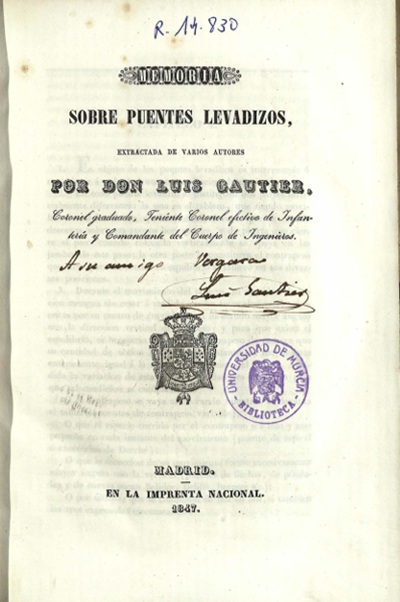 R. 14.830
MEMORIA
SOBRE PUENTES LEVADIZOS,
EXTRACTADA DE VARIOS AUTORES
POR DON LUIS GAUTIER,
Coronel graduado, Teniente Coronel efectivo de Infan-
tería y Comandante del Cuerpo de Ingenieros.
A su amigo Vergara
Luis Gautier
UNIVERSIDAD DE MURCIA
BIBLIOTECA
MADRID.
EN LA IMPRENTA NACIONAL.
1847.